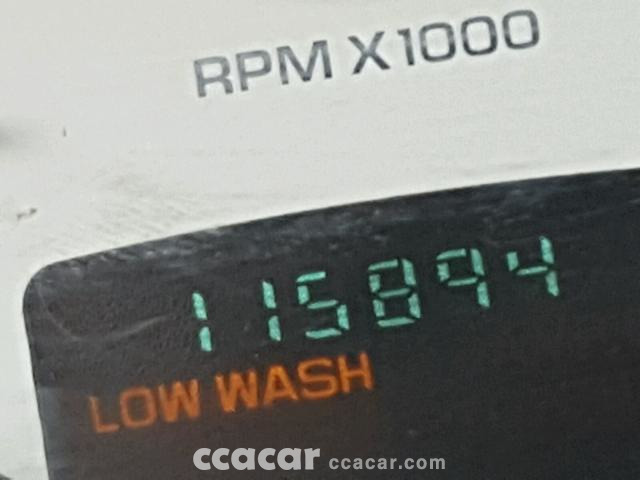 RPM X1000
115894
LOW WASH
ccacar ccacar.com